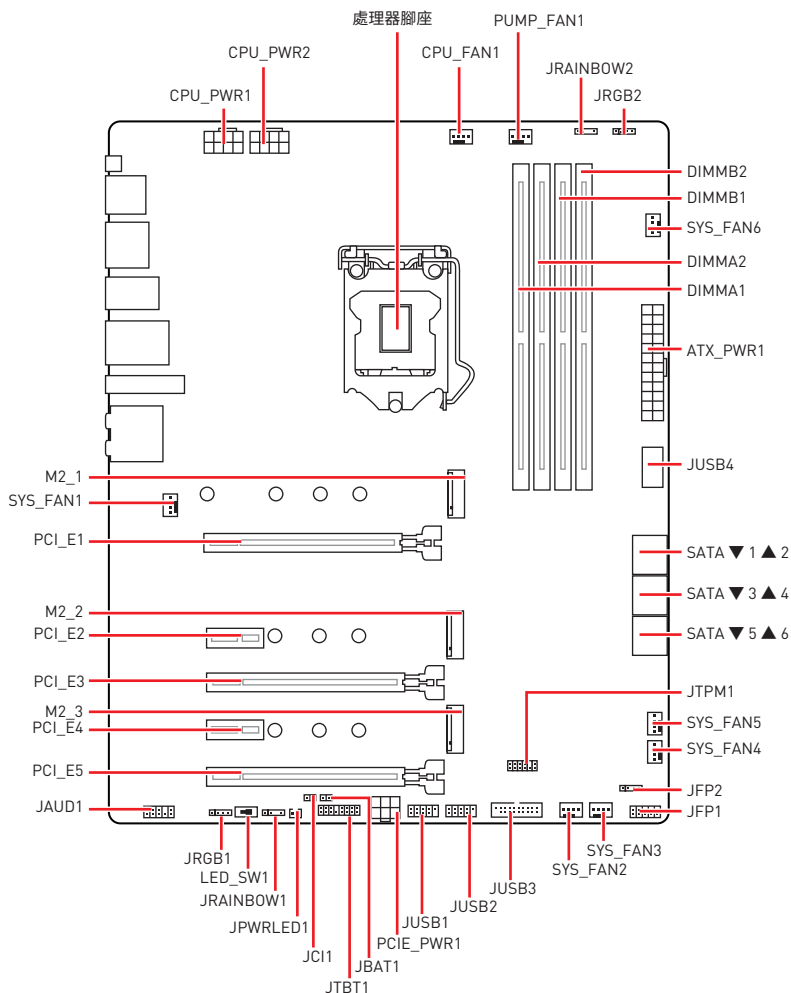 處理器腳座
PUMP_FAN1
CPU_PWR2
CPU_FAN1
JRAINBOW2
CPU_PWR1
JRGB2
DIMMB2
DIMMB1
SYS_FAN6
DIMMA2
DIMMA1
ATX_PWR1
JUSB4
M2_1
SYS_FAN1
PCI_E1
SATA ▼ 1 ▲ 2
SATA ▼ 3 ▲ 4
M2_2
PCI_E2
SATA ▼ 5 ▲ 6
PCI_E3
JTPM1
M2_3
PCI_E4
SYS_FAN5
SYS_FAN4
PCI_E5
JFP2
JAUD1
JFP1
JRGB1
LED_SW1
JRAINBOW1
JPWRLED1
JCI1
JTBT1
JBAT1
PCIE_PWR1
JUSB1
JUSB2
JUSB3
SYS_FAN2
SYS_FAN3